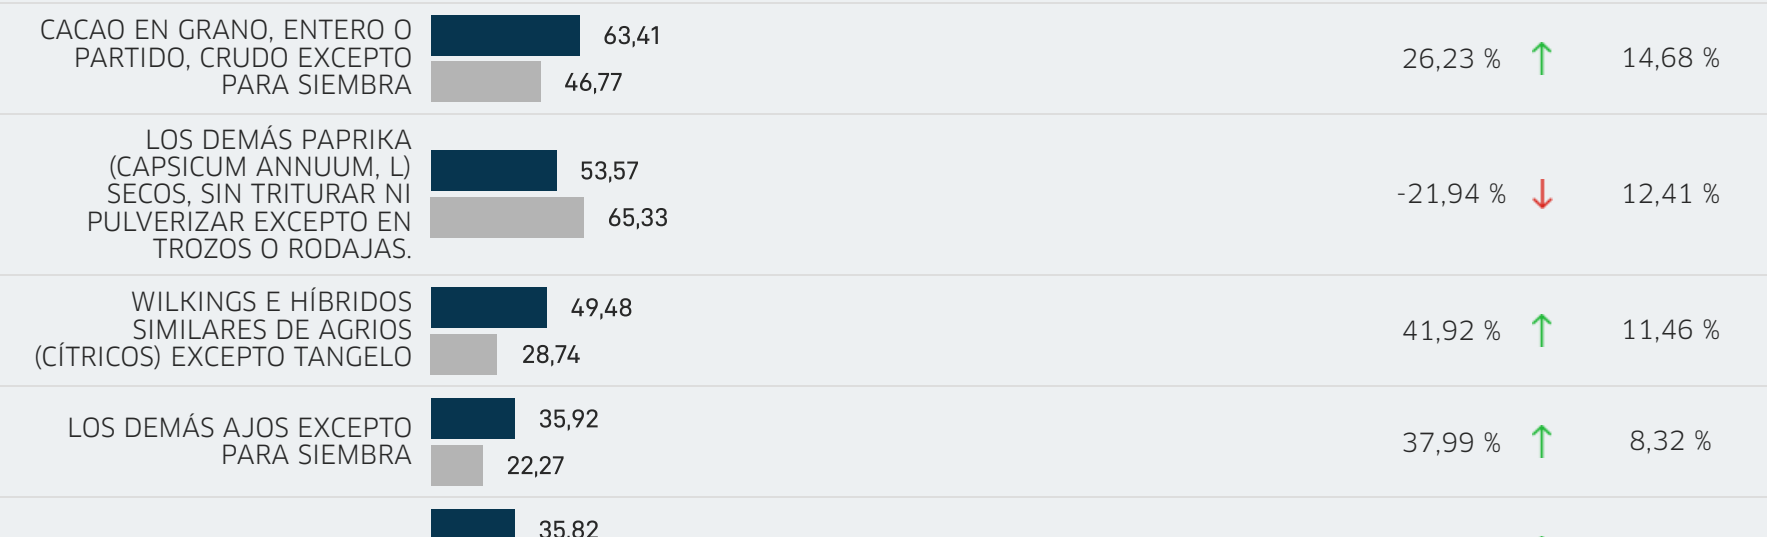 CACAO EN GRANO, ENTERO O
PARTIDO, CRUDO EXCEPTO
PARA SIEMBRA
63,41
46,77
26,23 %
14,68 %
LOS DEMÁS PAPRIKA
(CAPSICUM ANNUUM, L)
SECOS, SIN TRITURAR NI
PULVERIZAR EXCEPTO EN
TROZOS O RODAJAS.
53,57
65,33
-21,94 %
12,41 %
WILKINGS E HÍBRIDOS
SIMILARES DE AGRIOS
(CÍTRICOS) EXCEPTO TANGELO
49,48
28,74
41,92 %
11,46 %
LOS DEMÁS AJOS EXCEPTO
PARA SIEMBRA
35,92
22,27
37,99 %
8,32 %
35,82